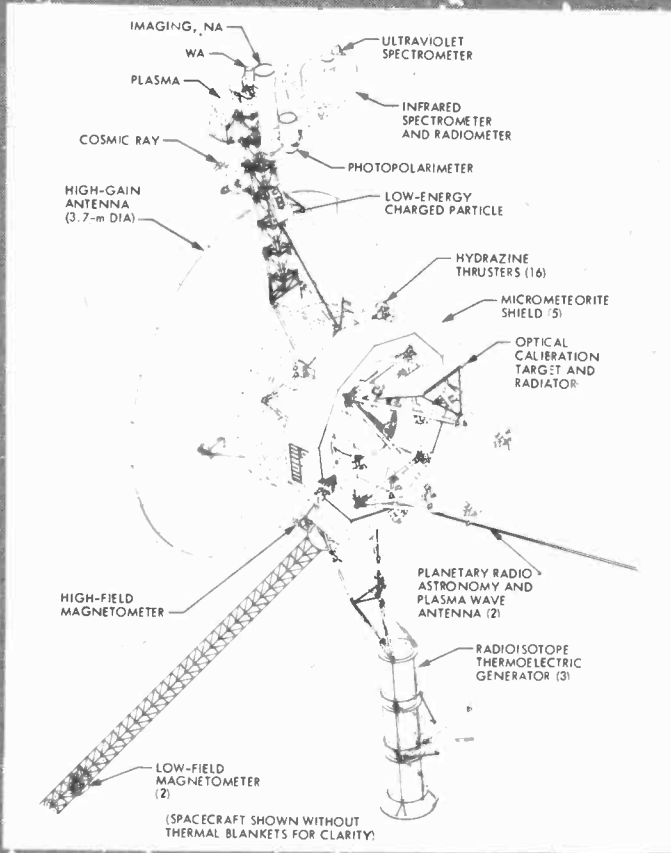 IMAGING, NA
WA
PLASMA
COSMIC RAY
HIGH-GAIN
ANTENNA
(3.7-m DIA)
ULTRAVIOLET
SPECTROMETER
INFRARED
SPECTROMETER
AND RADIOMETER
PHOTOPOLARIMETER
LOW-ENERGY
CHARGED PARTICLE
HYDRAZINE
THRUSTERS (16)
MICROMETEORITE
SHIELD (5)
OPTICAL
CALIBRATION
TARGET AND
RADIATOR
PLANETARY RADIO
ASTRONOMY AND
PLASMA WAVE
ANTENNA (2)
HIGH-FIELD
MAGNETOMETER
RADIOISOTOPE
THERMOELECTRIC
GENERATOR (3)
LOW-FIELD
MAGNETOMETER
(2)
(SPACECRAFT SHOWN WITHOUT
THERMAL BLANKETS FOR CLARITY)